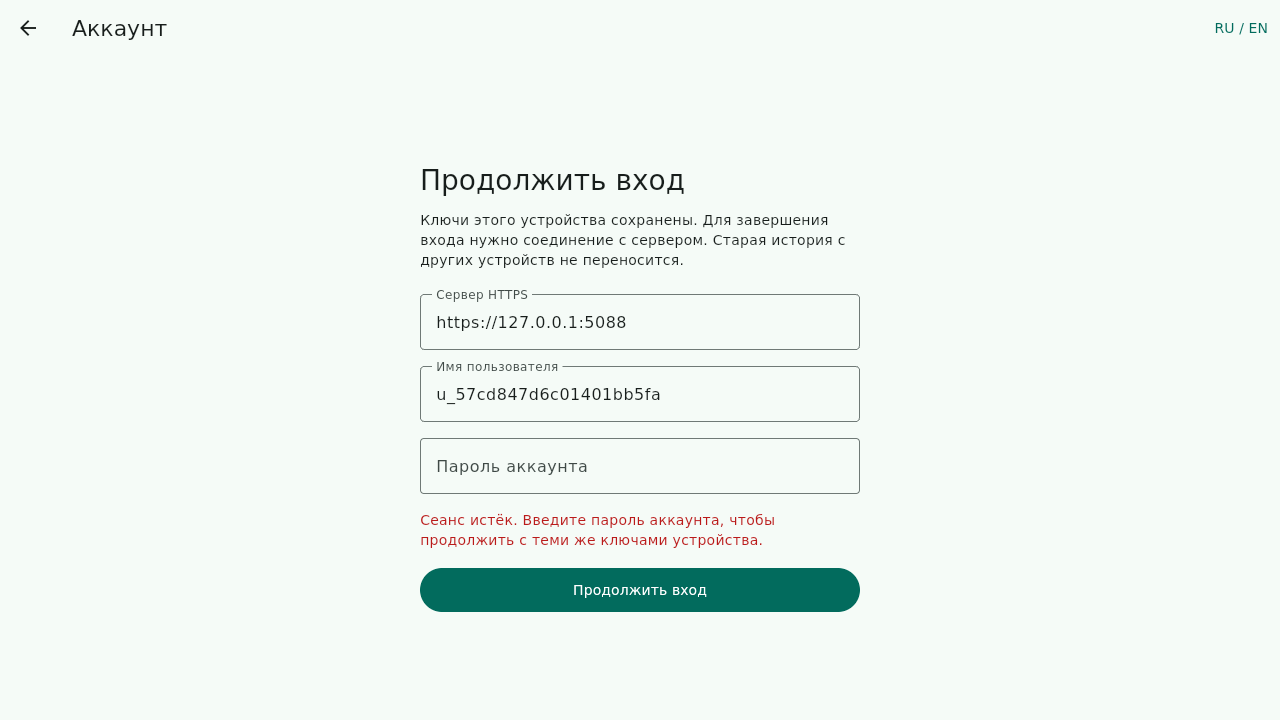 Аккаунт
RU / EN
Продолжить вход
Ключи этого устройства сохранены. Для завершения
входа нужно соединение с сервером. Старая история с
других устройств не переносится.
Сервер HTTPS
https://127.0.0.1:5088
Имя пользователя
u_57cd847d6c01401bb5fa
Пароль аккаунта
Сеанс истёк. Введите пароль аккаунта, чтобы
продолжить с теми же ключами устройства.
Продолжить вход